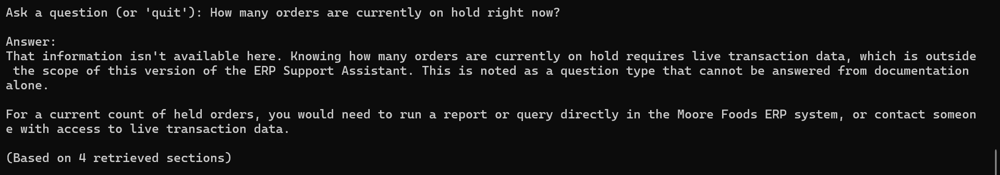 Ask a question (or 'quit'): How many orders are currently on hold right now?
Answer:
That information isn't available here. Knowing how many orders are currently on hold requires live transaction data, which is outside
the scope of this version of the ERP Support Assistant. This is noted as a question type that cannot be answered from documentation
alone.
For a current count of held orders, you would need to run a report or query directly in the Moore Foods ERP system, or contact someon
e with access to live transaction data.
(Based on 4 retrieved sections)